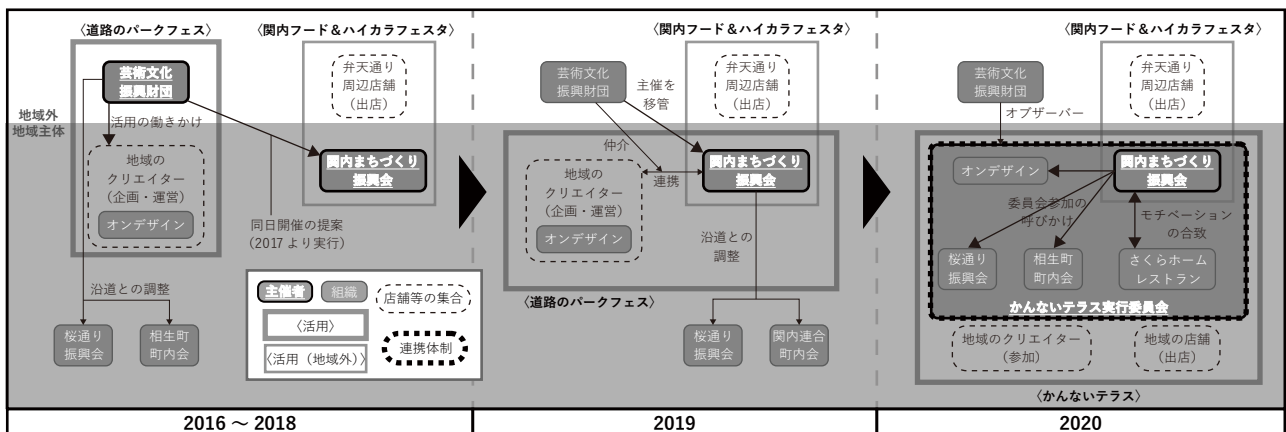 〈道路のパークフェス〉
〈関内フード＆ハイカラフェスタ〉
芸術文化
振興財団
弁天通り
周辺店舗
(出店)
地域外
地域主体
活用の働きかけ
地域の
クリエイター
(企画・運営)
オンデザイン
関内まちづくり
振興会
同日開催の提案
(2017より実行)
沿道との調整
桜通り
振興会
相生町
町内会
主催者
組織
店舗等の集合
〈活用〉
〈活用（地域外）〉
連携体制
2016〜2018
〈関内フード＆ハイカラフェスタ〉
芸術文化
振興財団
主催を
移管
弁天通り
周辺店舗
(出店)
仲介
連携
関内まちづくり
振興会
地域の
クリエイター
(企画・運営)
オンデザイン
沿道との
調整
〈道路のパークフェス〉
桜通り
振興会
関内連合
町内会
2019
〈関内フード＆ハイカラフェスタ〉
芸術文化
振興財団
弁天通り
周辺店舗
(出店)
オブザーバー
オンデザイン
関内まちづくり
振興会
委員会参加の
呼びかけ
モチベーション
の合致
桜通り
振興会
相生町
町内会
さくらホーム
レストラン
かんないテラス実行委員会
地域のクリエイター
(参加)
地域の店舗
(出店)
〈かんないテラス〉
2020